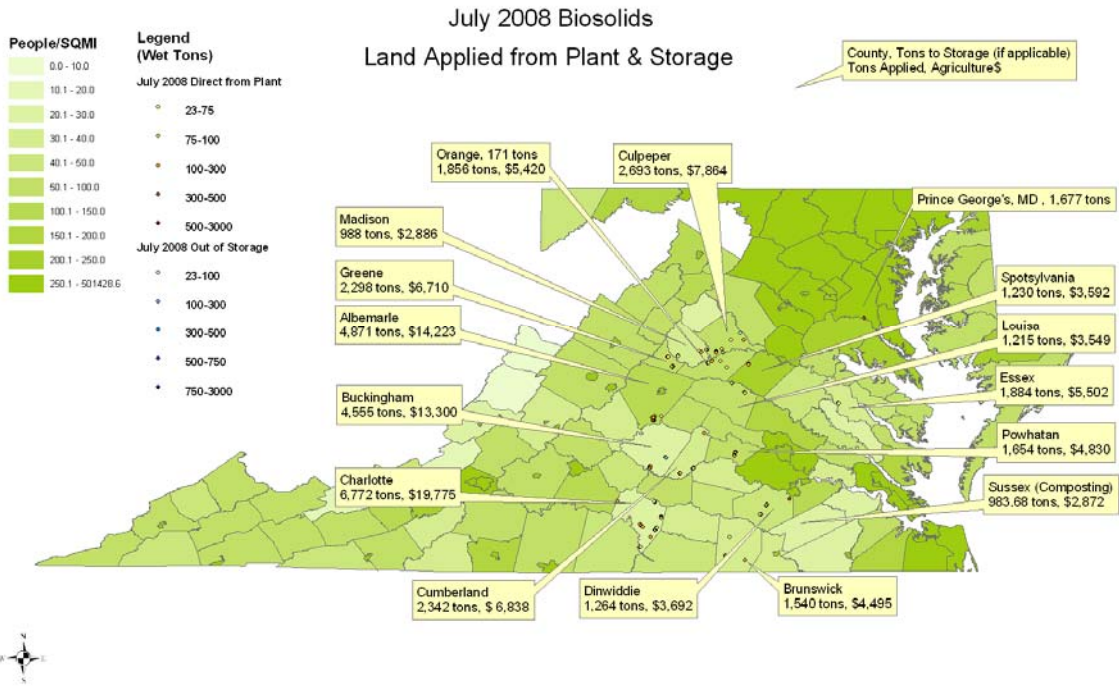 July 2008 Biosolids
Land Applied from Plant & Storage
People/SQMI
0.0 - 10.0
10.1 - 20.0
20.1 - 30.0
30.1 - 40.0
40.1 - 50.0
50.1 - 100.0
100.1 - 150.0
150.1 - 200.0
200.1 - 250.0
250.1 - 501428.6
Legend
(Wet Tons)
July 2008 Direct from Plant
23-75
75-100
100-300
300-500
500-3000
July 2008 Out of Storage
23-100
100-300
300-500
500-750
750-3000
County, Tons to Storage (if applicable)
Tons Applied, Agriculture$
Orange, 171 tons
1,856 tons, $5,420
Culpeper
2,693 tons, $7,864
Prince George's, MD , 1,677 tons
Madison
988 tons, $2,886
Greene
2,298 tons, $6,710
Albemarle
4,871 tons, $14,223
Buckingham
4,555 tons, $13,300
Charlotte
6,772 tons, $19,775
Spotsylvania
1,230 tons, $3,592
Louisa
1,215 tons, $3,549
Essex
1,884 tons, $5,502
Powhatan
1,654 tons, $4,830
Sussex (Composting)
983.68 tons, $2,872
Cumberland
2,342 tons, $ 6,838
Dinwiddie
1,264 tons, $3,692
Brunswick
1,540 tons, $4,495
N
W
E
S